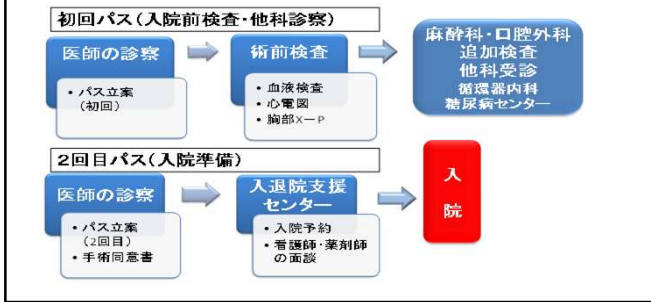 初回パス(入院前検査・他科診察)
医師の診察
・パス立案
(初回)
術前検査
・血液検査
・心電図
・胸部X－P
麻酔科・口腔外科
追加検査
他科受診
循環器内科
糖尿病センター
2回目パス(入院準備)
医師の診察
・パス立案
(2回目)
・手術同意書
入退院支援
センター
・入院予約
・看護師・薬剤師
の面談
入
院